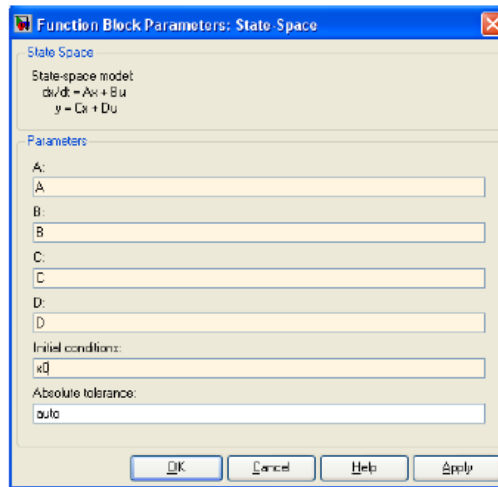 Function Block Parameters: State-Space
State Space
State-space model:
dx/dt = Ax + Bu
y = Cx + Du
Parameters
A:
A
B:
B
C:
C
D:
D
Initial conditions:
x0
Absolute tolerance:
auto
OK
Cancel
Help
Apply